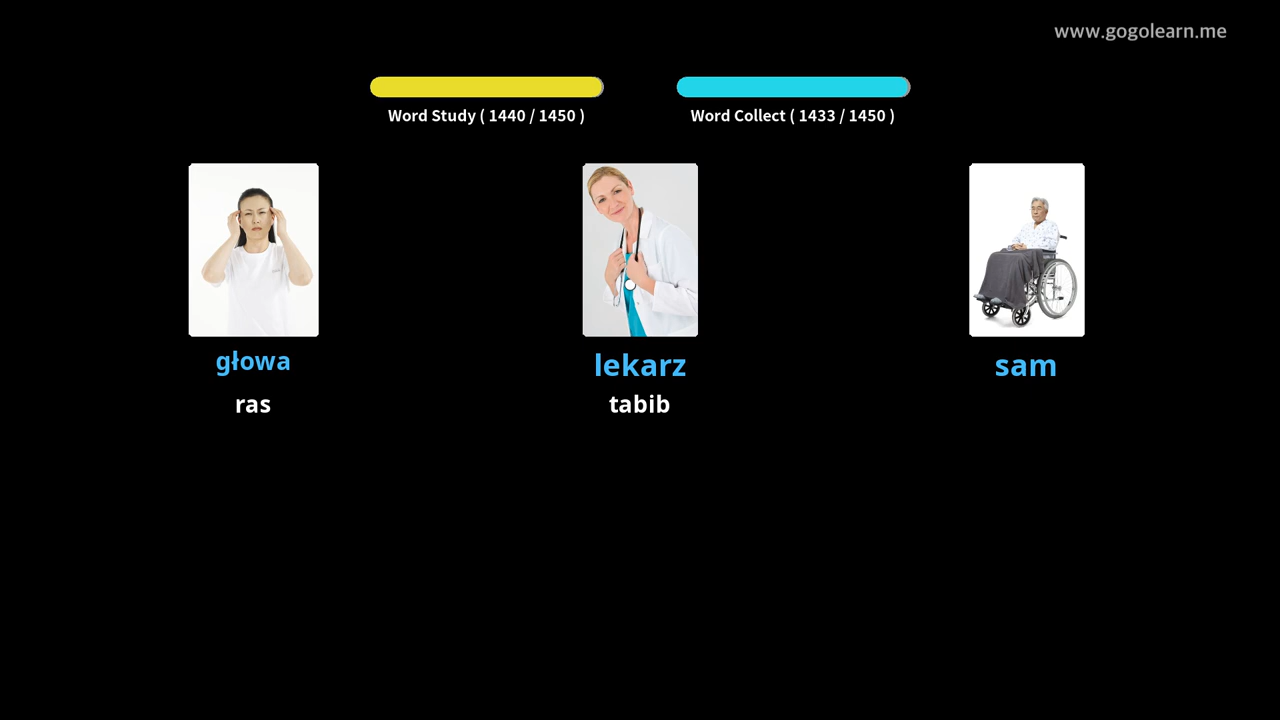 www.gogolearn.me
Word Study ( 1440 / 1450 )
Word Collect ( 1433 / 1450 )
głowa
lekarz
sam
ras
tabib